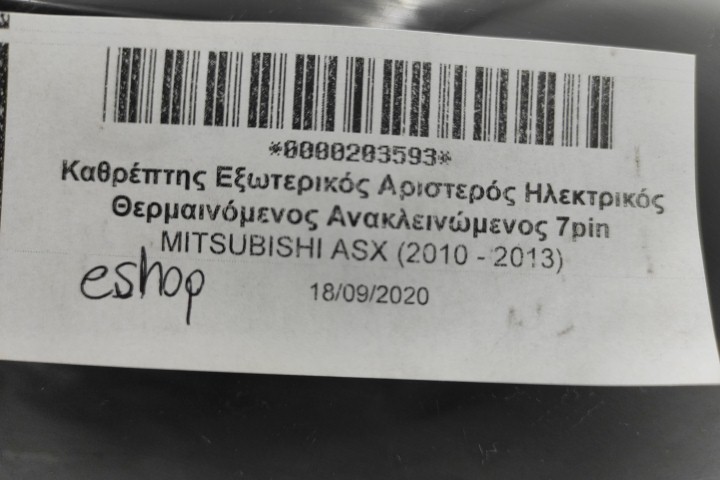 *0000203593*
Καθρέπτης Εξωτερικός Αριστερός Ηλεκτρικός
Θερμαινόμενος Ανακλεινώμενος 7pin
MITSUBISHI ASX (2010 - 2013)
eshop 18/09/2020